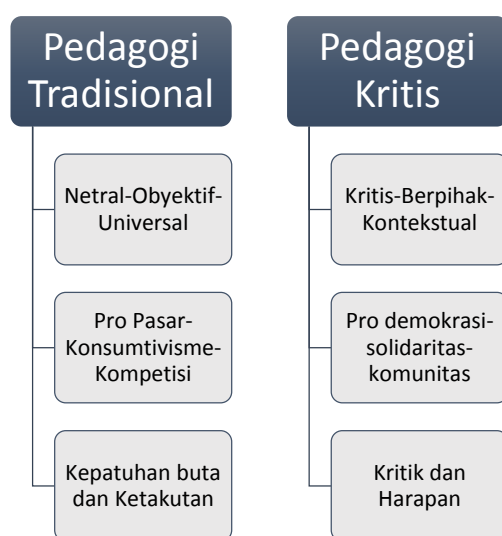 Pedagogi
Tradisional
Netral-Obyektif-
Universal
Pro Pasar-
Konsumtivisme-
Kompetisi
Kepatuhan buta
dan Ketakutan
Pedagogi
Kritis
Kritis-Berpihak-
Kontekstual
Pro demokrasi-
solidaritas-
komunitas
Kritik dan
Harapan